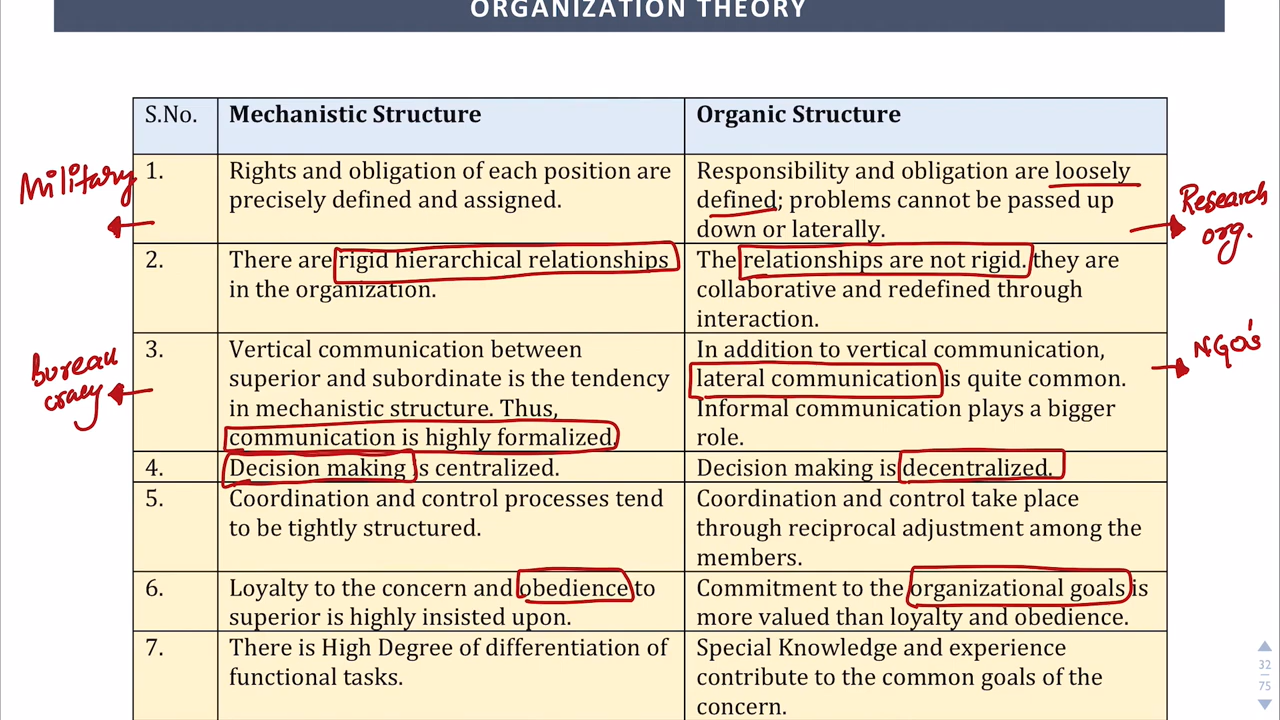 ORGANIZATION THEORY
S.No.
Mechanistic Structure
Organic Structure
Military
1.
Rights and obligation of each position are
precisely defined and assigned.
Responsibility and obligation are loosely
defined; problems cannot be passed up
down or laterally.
Research
org.
2.
There are rigid hierarchical relationships
in the organization.
The relationships are not rigid. they are
collaborative and redefined through
interaction.
Bureau
cracy
3.
Vertical communication between
superior and subordinate is the tendency
in mechanistic structure. Thus,
communication is highly formalized.
In addition to vertical communication,
lateral communication is quite common.
Informal communication plays a bigger
role.
NGO's
4.
Decision making is centralized.
Decision making is decentralized.
5.
Coordination and control processes tend
to be tightly structured.
Coordination and control take place
through reciprocal adjustment among the
members.
6.
Loyalty to the concern and obedience to
superior is highly insisted upon.
Commitment to the organizational goals is
more valued than loyalty and obedience.
7.
There is High Degree of differentiation of
functional tasks.
Special Knowledge and experience
contribute to the common goals of the
concern.
32
75